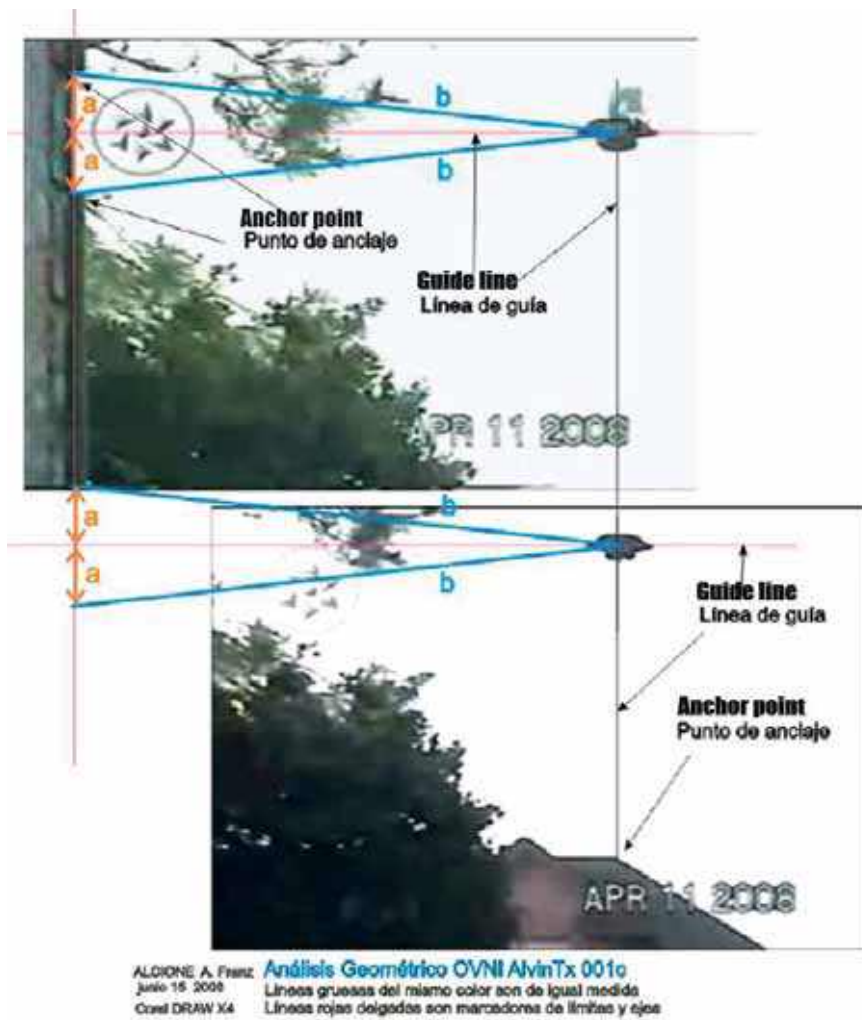 a
a
b
b
Anchor point
Punto de anclaje
Guide line
Línea de guía
PR 11 2008
a
a
b
b
Guide line
Línea de guía
Anchor point
Punto de anclaje
APR 11 2008
ALCIONE A. Franz Análisis Geométrico OVNI AlvinTx 001c
junio 15 2008 Líneas gruesas del mismo color son de igual medida
Corel DRAW X4 Líneas rojas delgadas son marcadores de límites y ejes